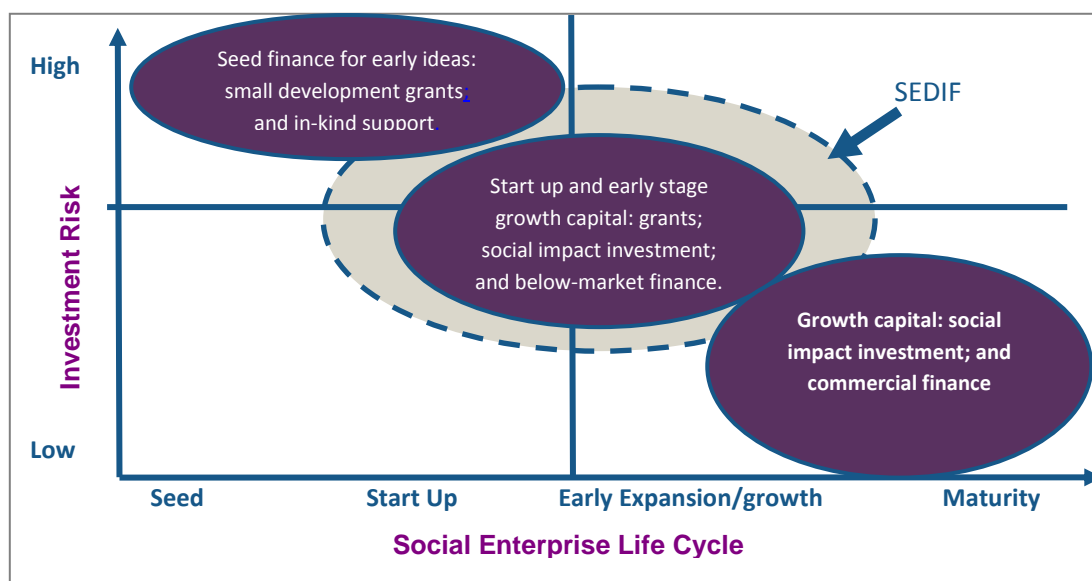 High
Seed finance for early ideas:
small development grants;
and in-kind support.
SEDIF
Start up and early stage
growth capital: grants;
social impact investment;
and below-market finance.
Investment Risk
Growth capital: social
impact investment; and
commercial finance
Low
Seed
Start Up
Early Expansion/growth
Maturity
Social Enterprise Life Cycle